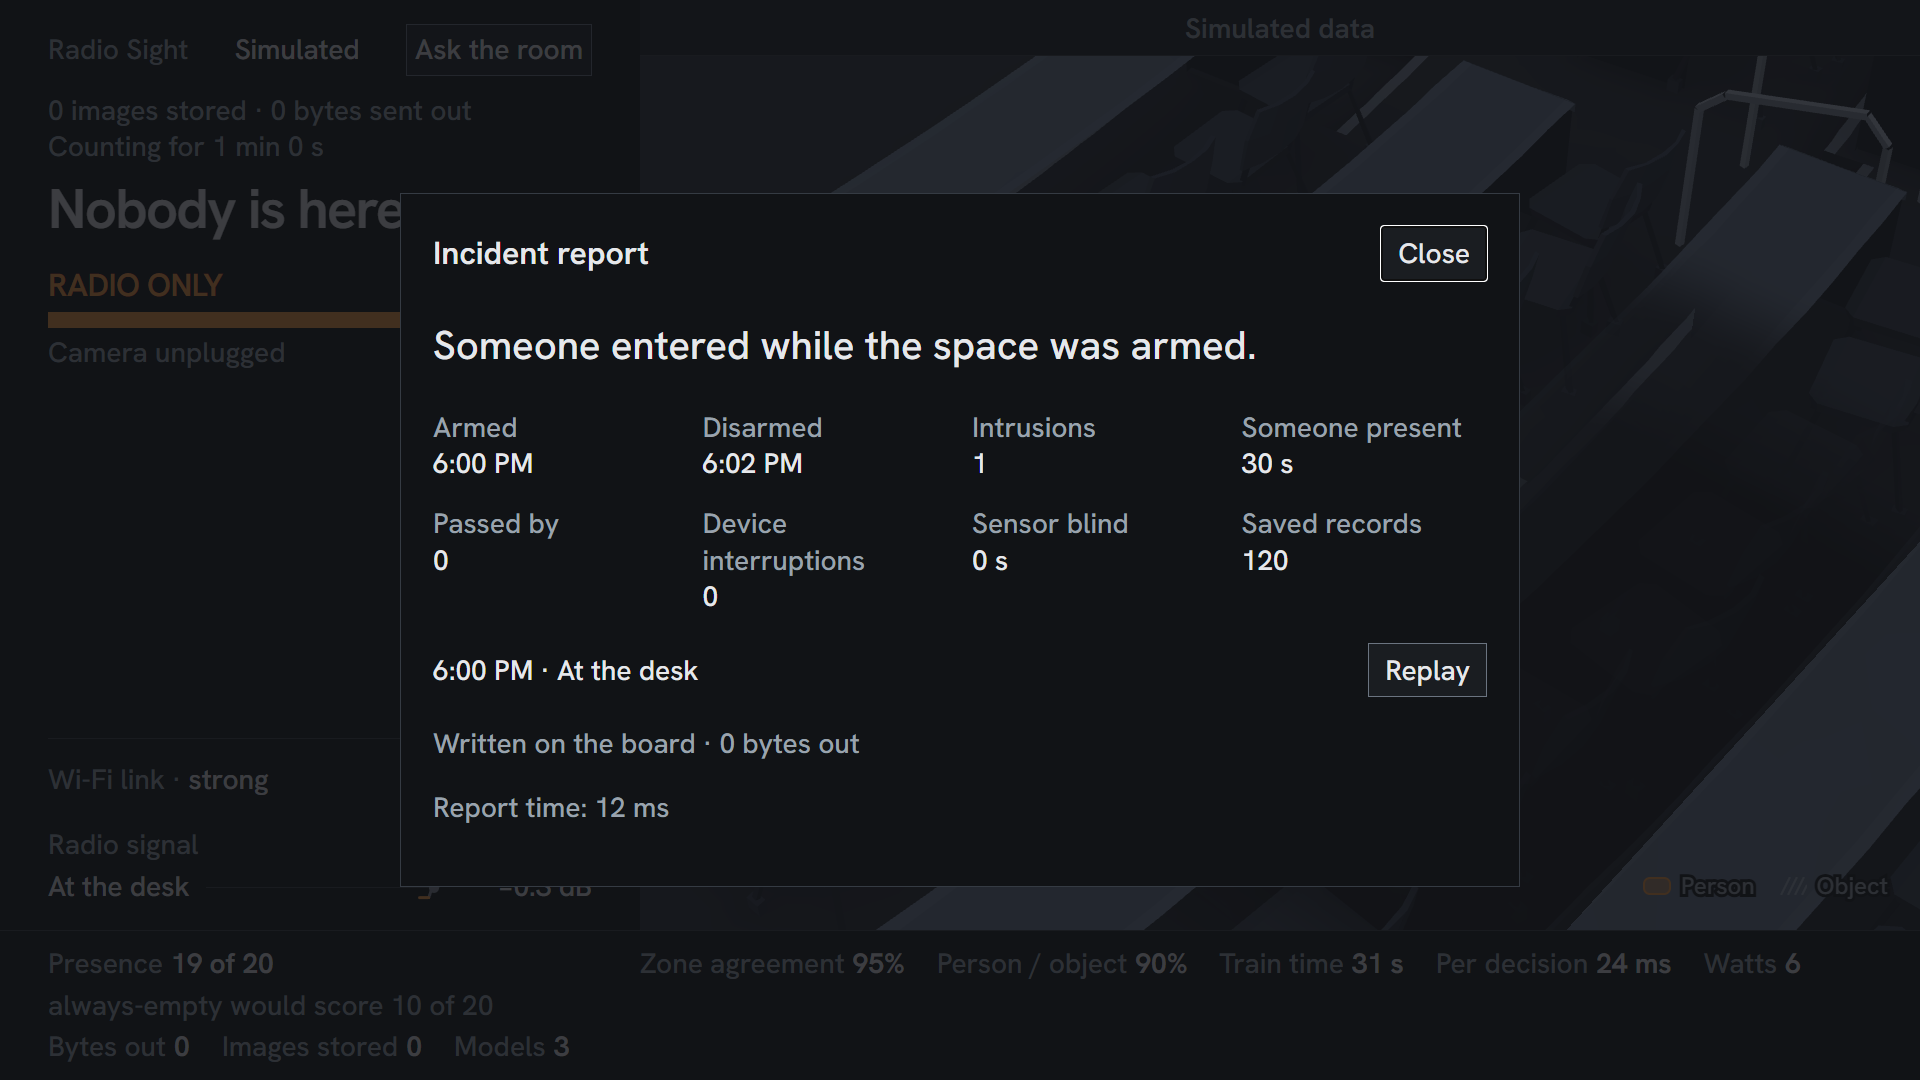 Radio Sight Simulated Ask the room
0 images stored · 0 bytes sent out
Counting for 1 min 0 s
Nobody is here
RADIO ONLY
Camera unplugged
Wi-Fi link · strong
Radio signal
At the desk −0.3 dB
Simulated data
Incident report
Close
Someone entered while the space was armed.
Armed
6:00 PM
Disarmed
6:02 PM
Intrusions
1
Someone present
30 s
Passed by
0
Device
interruptions
0
Sensor blind
0 s
Saved records
120
6:00 PM · At the desk
Replay
Written on the board · 0 bytes out
Report time: 12 ms
Person /// Object
Presence 19 of 20
always-empty would score 10 of 20
Bytes out 0 Images stored 0 Models 3
Zone agreement 95% Person / object 90% Train time 31 s Per decision 24 ms Watts 6